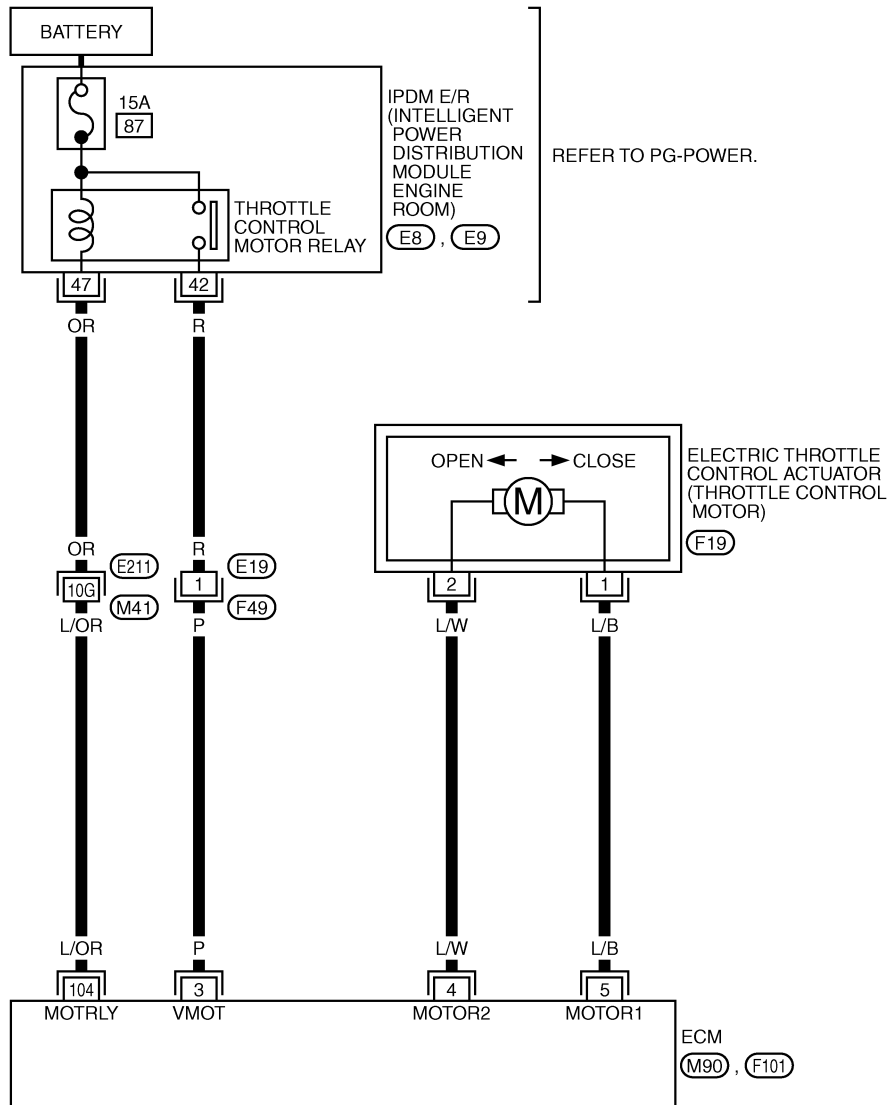 BATTERY
15A
87
IPDM E/R
(INTELLIGENT
POWER
DISTRIBUTION
MODULE
ENGINE
ROOM)
E8 , E9
REFER TO PG-POWER.
THROTTLE
CONTROL
MOTOR RELAY
47
42
OR
R
OPEN
CLOSE
M
ELECTRIC THROTTLE
CONTROL ACTUATOR
(THROTTLE CONTROL
MOTOR)
F19
OR
R
E211
E19
10G
1
2
1
M41
F49
L/OR
P
L/W
L/B
L/OR
P
L/W
L/B
104
3
4
5
MOTRLY
VMOT
MOTOR2
MOTOR1
ECM
M90 , F101